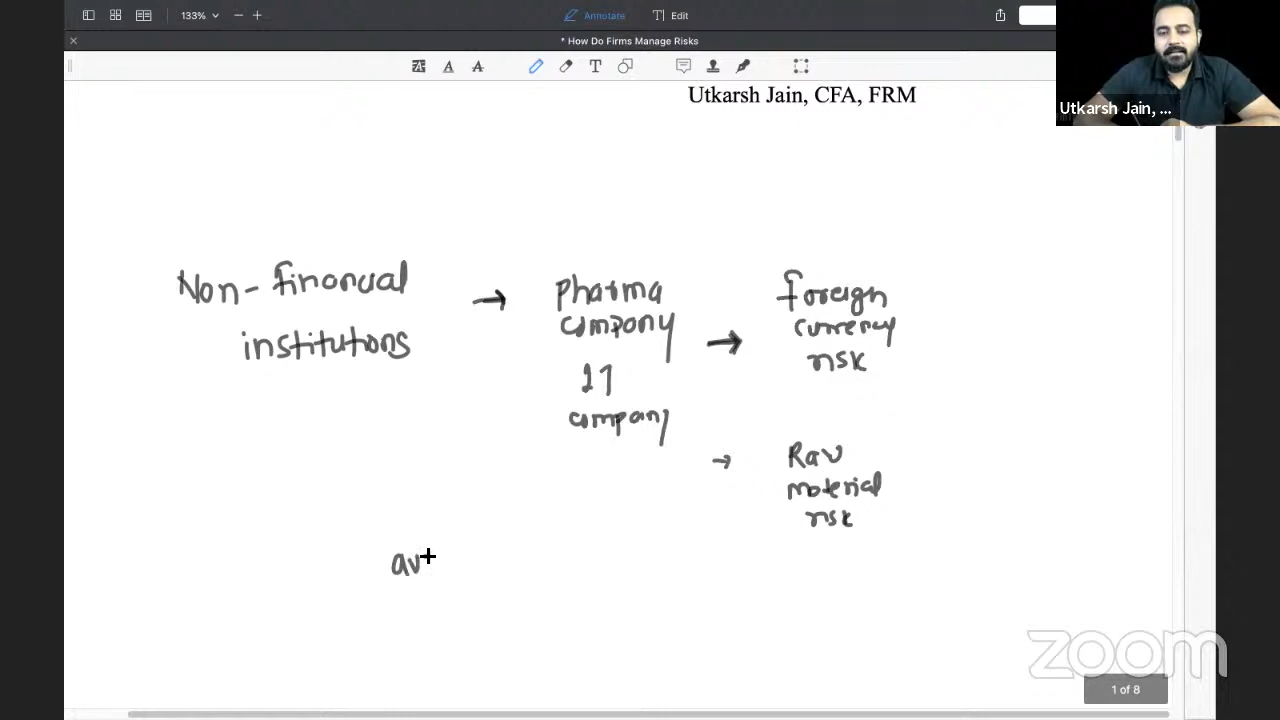 133%
Annotate
Edit
* How Do Firms Manage Risks
Utkarsh Jain, CFA, FRM
Utkarsh Jain, ...
Non-financial
institutions
→ pharma
company
→ foreign
currency
risk
IT
company
→ Raw
material
risk
zoom
1 of 8